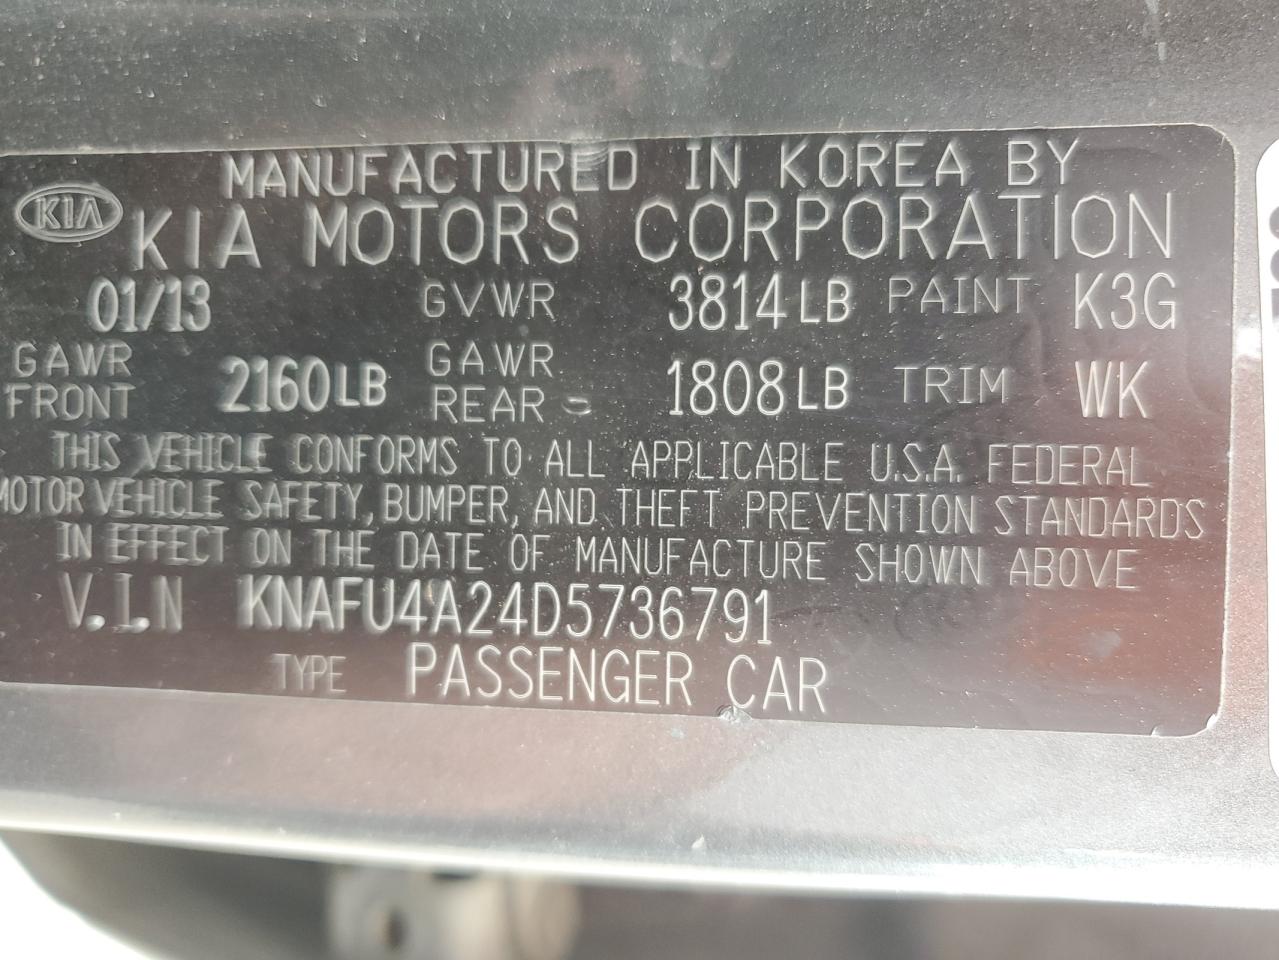 MANUFACTURED IN KOREA BY
KIA
KIA MOTORS CORPORATION
01/13 GVWR 3814LB PAINT K3G
GAWR FRONT 2160LB GAWR REAR 1808LB TRIM WK
THIS VEHICLE CONFORMS TO ALL APPLICABLE U.S.A. FEDERAL
MOTOR VEHICLE SAFETY, BUMPER, AND THEFT PREVENTION STANDARDS
IN EFFECT ON THE DATE OF MANUFACTURE SHOWN ABOVE
V.I.N KNAFU4A24D5736791
TYPE PASSENGER CAR